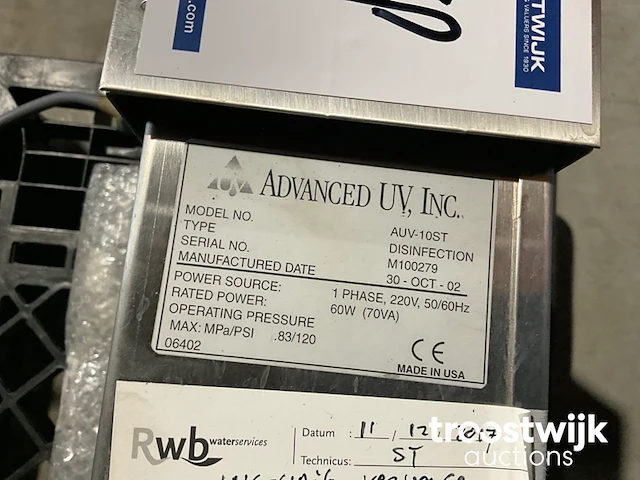 .com
TWIJK
VALUERS SINCE 1930
UV ADVANCED UV, INC.
MODEL NO. AUV-10ST
TYPE DISINFECTION
SERIAL NO. M100279
MANUFACTURED DATE 30 - OCT - 02
POWER SOURCE: 1 PHASE, 220V, 50/60Hz
RATED POWER: 60W (70VA)
OPERATING PRESSURE
MAX: MPa/PSI .83/120
06402
CE
MADE IN USA
Rwb waterservices
Datum : 11 / 12
Technicus: ST
troostwijk
auctions